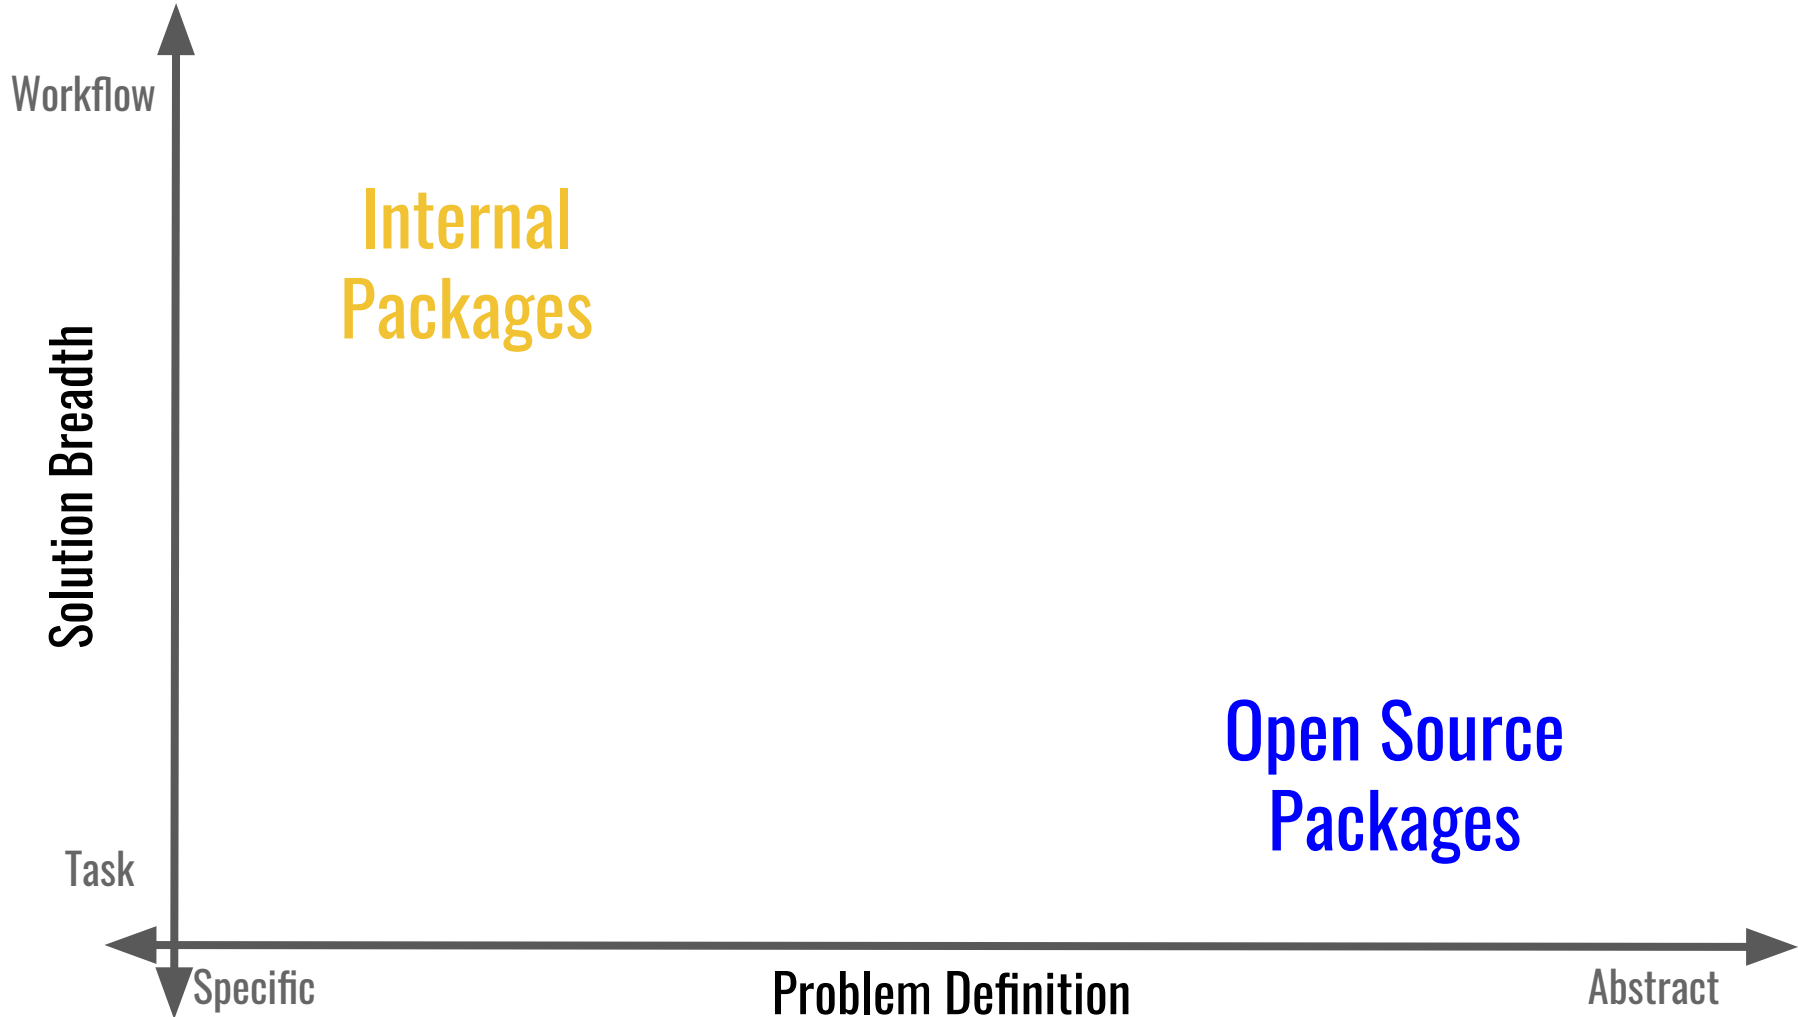 Workflow
Internal
Packages
Solution Breadth
Open Source
Packages
Task
Specific
Problem Definition
Abstract